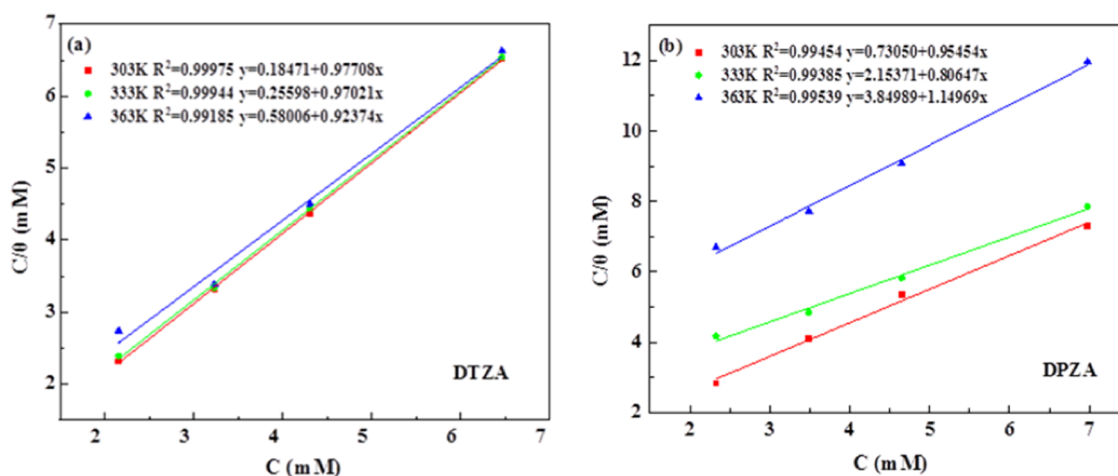 (a)
303K R²=0.99975 y=0.18471+0.97708x
333K R²=0.99944 y=0.25598+0.97021x
363K R²=0.99185 y=0.58006+0.92374x
7
6
5
4
3
2
C/θ (mM)
DTZA
2 3 4 5 6 7
C (mM)
(b)
303K R²=0.99454 y=0.73050+0.95454x
333K R²=0.99385 y=2.15371+0.80647x
363K R²=0.99539 y=3.84989+1.14969x
12
10
8
6
4
2
C/θ (mM)
DPZA
2 3 4 5 6 7
C (mM)